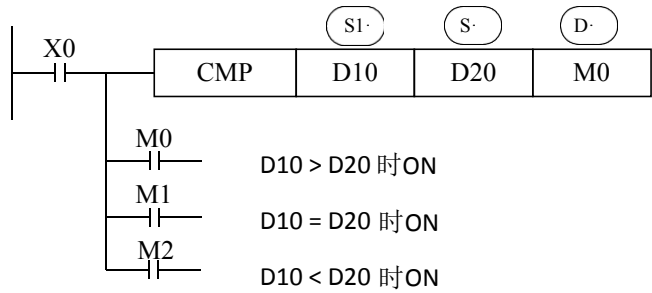 S1· S· D·
X0
CMP D10 D20 M0
M0
D10 > D20 时ON
M1
D10 = D20 时ON
M2
D10 < D20 时ON